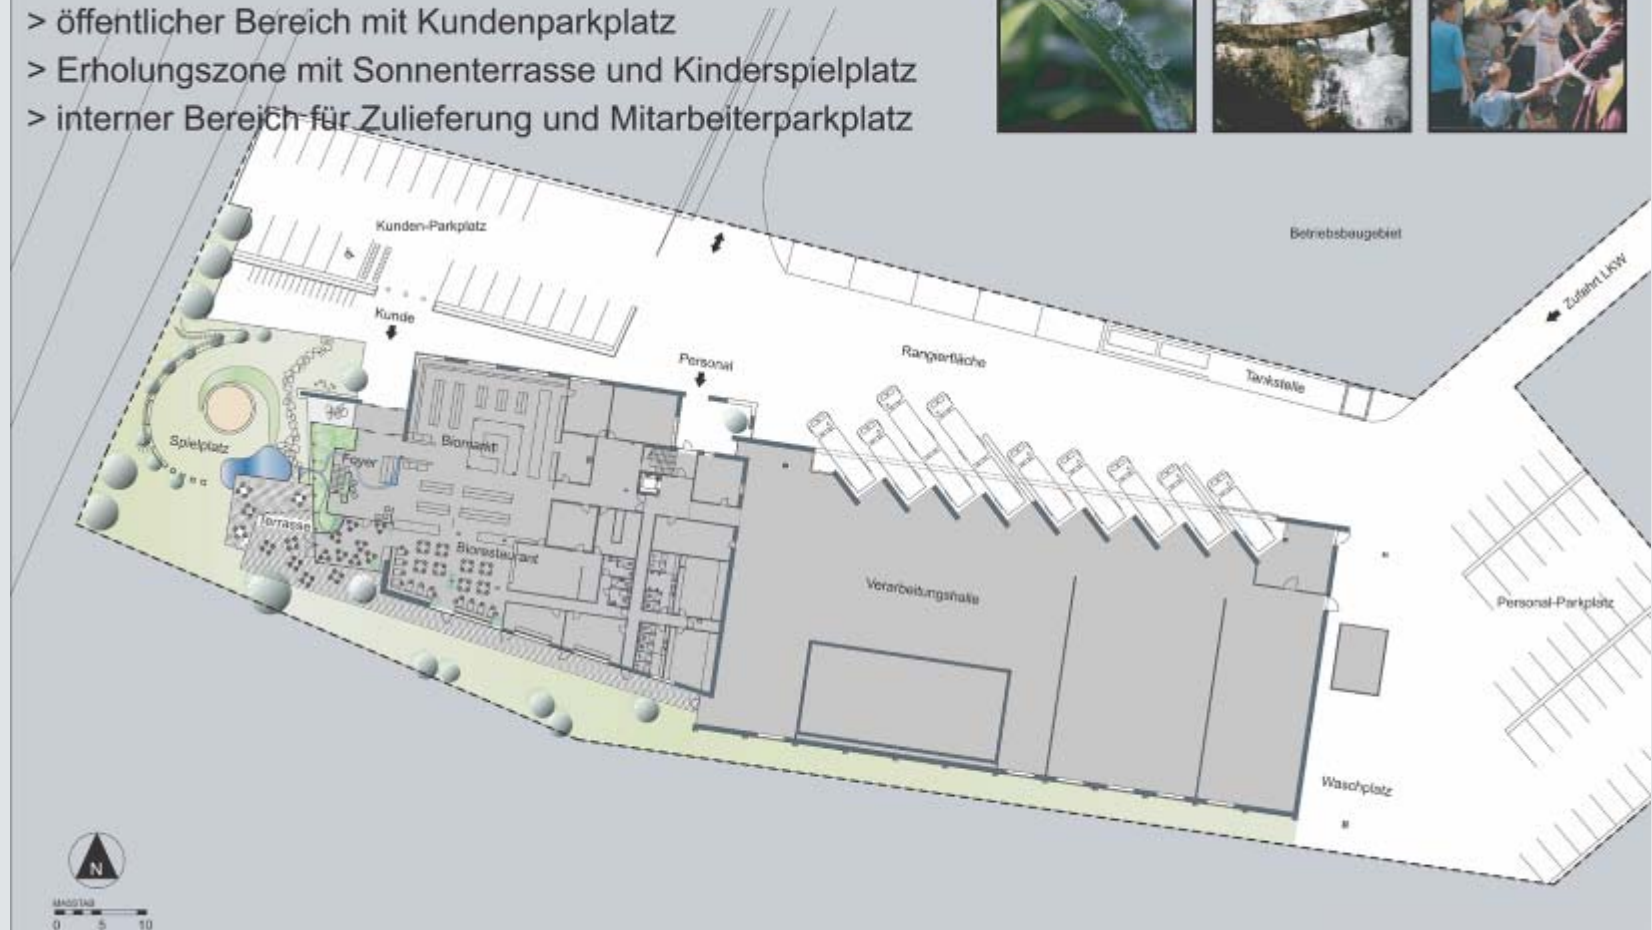 > öffentlicher Bereich mit Kundenparkplatz
> Erholungszone mit Sonnenterrasse und Kinderspielplatz
> interner Bereich für Zulieferung und Mitarbeiterparkplatz
Kunden-Parkplatz
Betriebsbaugebiet
Zufahrt LKW
Kunde
Personal
Rangierfläche
Tankstelle
Spielplatz
Biomarkt
Foyer
Terrasse
Biorestaurant
Verarbeitungshalle
Personal-Parkplatz
Waschplatz
N
MASSTAB
0 5 10